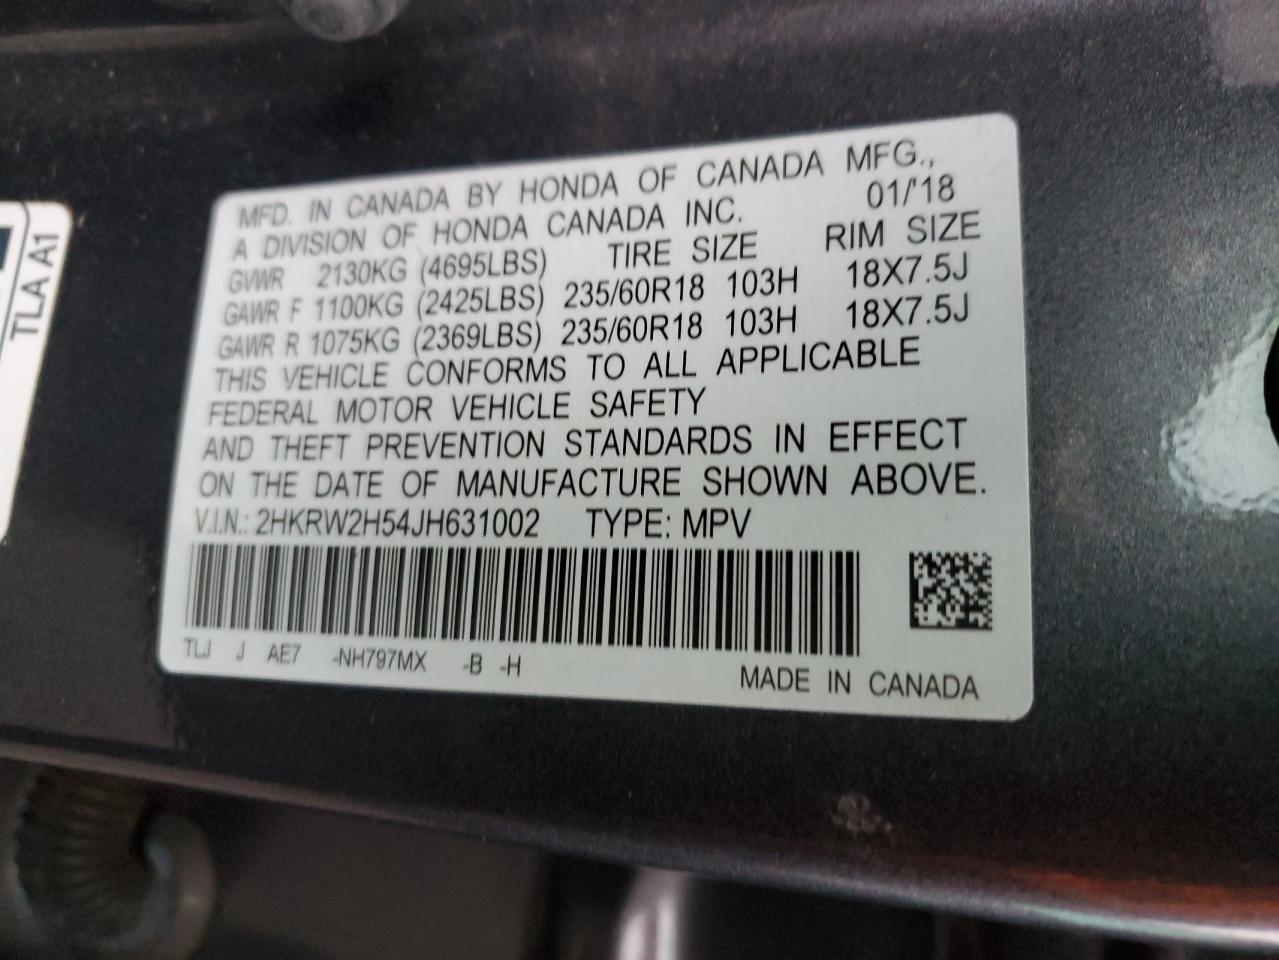 TLA A1
MFD. IN CANADA BY HONDA OF CANADA MFG.,
A DIVISION OF HONDA CANADA INC. 01/'18
GVWR 2130KG (4695LBS) TIRE SIZE RIM SIZE
GAWR F 1100KG (2425LBS) 235/60R18 103H 18X7.5J
GAWR R 1075KG (2369LBS) 235/60R18 103H 18X7.5J
THIS VEHICLE CONFORMS TO ALL APPLICABLE
FEDERAL MOTOR VEHICLE SAFETY
AND THEFT PREVENTION STANDARDS IN EFFECT
ON THE DATE OF MANUFACTURE SHOWN ABOVE.
V.I.N.: 2HKRW2H54JH631002 TYPE: MPV
TLJ J AE7 -NH797MX -B -H
MADE IN CANADA